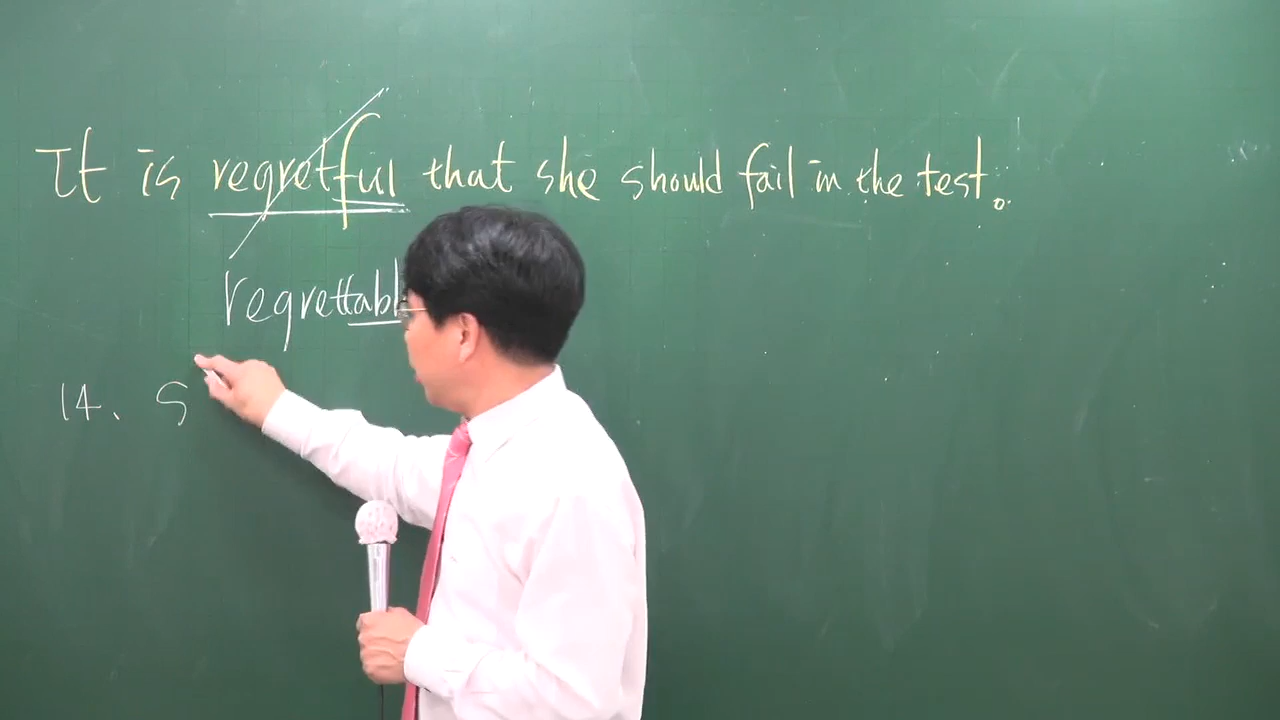 It is regretful that she should fail in the test.
regrettabl
14. S